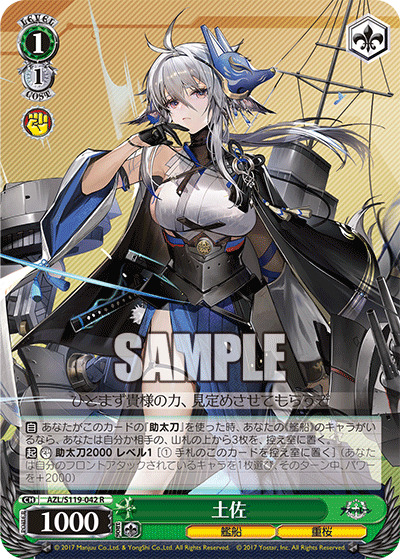 LEVEL
1
1
COST
SAMPLE
ひとまず貴様の力、見定めさせてもらうぞ
自 あなたがこのカードの『助太刀』を使った時、あなたの《艦船》のキャラがい
るなら、あなたは自分か相手の、山札の上から3枚を、控え室に置く。
起 助太刀2000 レベル1 [① 手札のこのカードを控え室に置く] (あなた
は自分のフロントアタックされているキャラを1枚選び、そのターン中、パワー
を+2000)
CH AZL/S119-042 R
土佐
1000
艦船 重桜
© 2017 Manjuu Co.,Ltd. & YongShi Co.,Ltd. All Rights Reserved. © 2017 Yostar, Inc. All Rights Reserved.